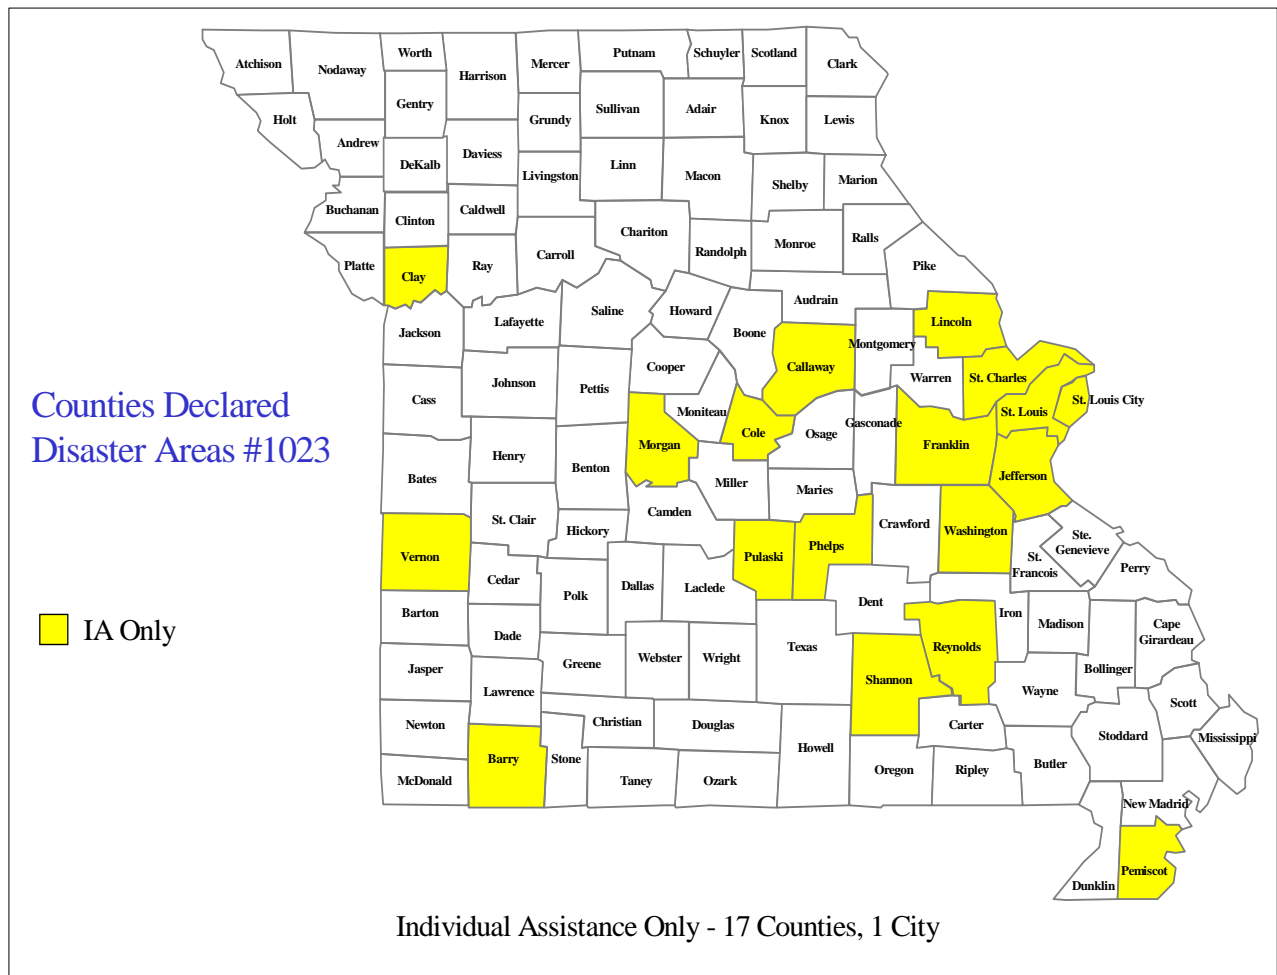 Worth
Putnam
Schuyler
Scotland
Atchison
Nodaway
Mercer
Clark
Harrison
Gentry
Sullivan
Adair
Holt
Grundy
Knox
Lewis
Andrew
DeKalb
Daviess
Linn
Livingston
Macon
Shelby
Marion
Buchanan
Clinton
Caldwell
Chariton
Randolph
Monroe
Ralls
Platte
Clay
Ray
Carroll
Pike
Audrain
Saline
Howard
Lafayette
Lincoln
Jackson
Boone
Montgomery
Cooper
Callaway
Warren
St. Charles
Johnson
Pettis
Cass
St. Louis City
Moniteau
St. Louis
Counties Declared
Disaster Areas #1023
Gasconade
Cole
Osage
Morgan
Franklin
Henry
Benton
Jefferson
Bates
Miller
Maries
Camden
St. Clair
Crawford
Hickory
Washington
Ste.
Genevieve
Phelps
Vernon
Pulaski
St.
Francois
Perry
Cedar
Dallas
Laclede
Polk
Dent
Barton
Iron
Madison
Cape
Girardeau
IA Only
Dade
Texas
Reynolds
Webster
Wright
Greene
Jasper
Bollinger
Shannon
Lawrence
Wayne
Scott
Newton
Christian
Douglas
Carter
Stoddard
Mississippi
Howell
Barry
Stone
Butler
Oregon
Ripley
McDonald
Taney
Ozark
New Madrid
Pemiscot
Dunklin
Individual Assistance Only - 17 Counties, 1 City